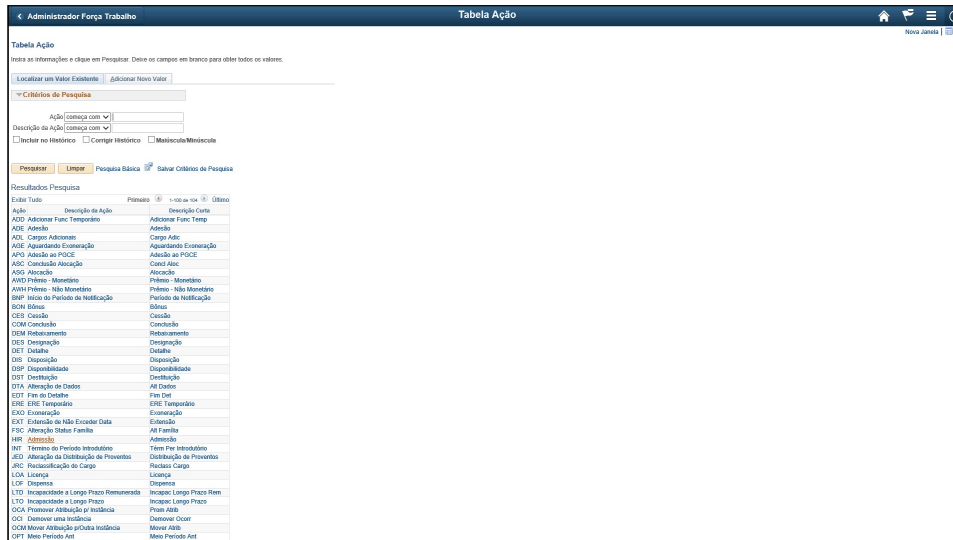 Administrador Força Trabalho
Tabela Ação
Nova Janela |
Tabela Ação
Insira as informações e clique em Pesquisar. Deixe os campos em branco para obter todos os valores.
Localizar um Valor Existente Adicionar Novo Valor
Critérios de Pesquisa
Ação começa com
Descrição da Ação começa com
Incluir no Histórico Corrigir Histórico Maiúscula/Minúscula
Pesquisar Limpar Pesquisa Básica Salvar Critérios de Pesquisa
Resultados Pesquisa
Exibir Tudo Primeiro 1-100 de 104 Último
Ação Descrição da Ação Descrição Curta
ADD Adicionar Func Temporário Adicionar Func Temp
ADE Adesão Adesão
ADL Cargos Adicionais Cargo Adic
AGE Aguardando Exoneração Aguardando Exoneração
APG Adesão ao PGCE Adesão ao PGCE
ASC Conclusão Alocação Concl Aloc
ASG Alocação Alocação
AWD Prêmio - Monetário Prêmio - Monetário
AWH Prêmio - Não Monetário Prêmio - Não Monetário
BNP Início do Período de Notificação Período de Notificação
BON Bônus Bônus
CES Cessão Cessão
COM Conclusão Conclusão
DEM Rebaixamento Rebaixamento
DES Designação Designação
DET Detalhe Detalhe
DIS Disposição Disposição
DSP Disponibilidade Disponibilidade
DST Destituição Destituição
DTA Alteração de Dados Alt Dados
EDT Fim do Detalhe Fim Det
ERE ERE Temporário ERE Temporário
EXO Exoneração Exoneração
EXT Extensão de Não Exceder Data Extensão
FSC Alteração Status Família Alt Família
HIR Admissão Admissão
INT Término do Período Introdutório Térm Per Introdutório
JED Alteração da Distribuição de Proventos Distribuição de Proventos
JRC Reclassificação do Cargo Reclass Cargo
LOA Licença Licença
LOF Dispensa Dispensa
LTD Incapacidade a Longo Prazo Remunerada Incapac Longo Prazo Rem
LTO Incapacidade a Longo Prazo Incapac Longo Prazo
OCA Promover Atribuição p/ Instância Prom Atrib
OCI Demover uma Instância Demover Ocorr
OCM Mover Atribuição p/Outra Instância Mover Atrib
OPT Meio Período Ant Meio Período Ant